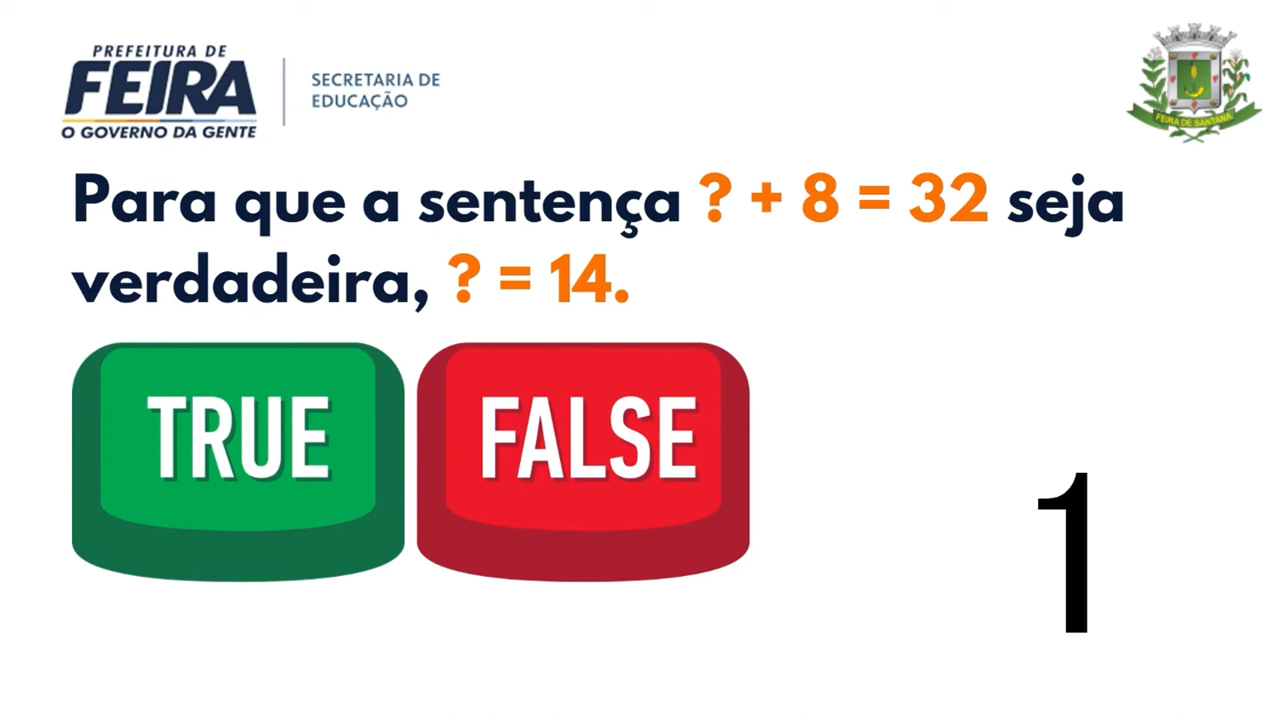 PREFEITURA DE
FEIRA
O GOVERNO DA GENTE
SECRETARIA DE
EDUCAÇÃO
FEIRA DE SANTANA
Para que a sentença ? + 8 = 32 seja
verdadeira, ? = 14.
TRUE
FALSE
1